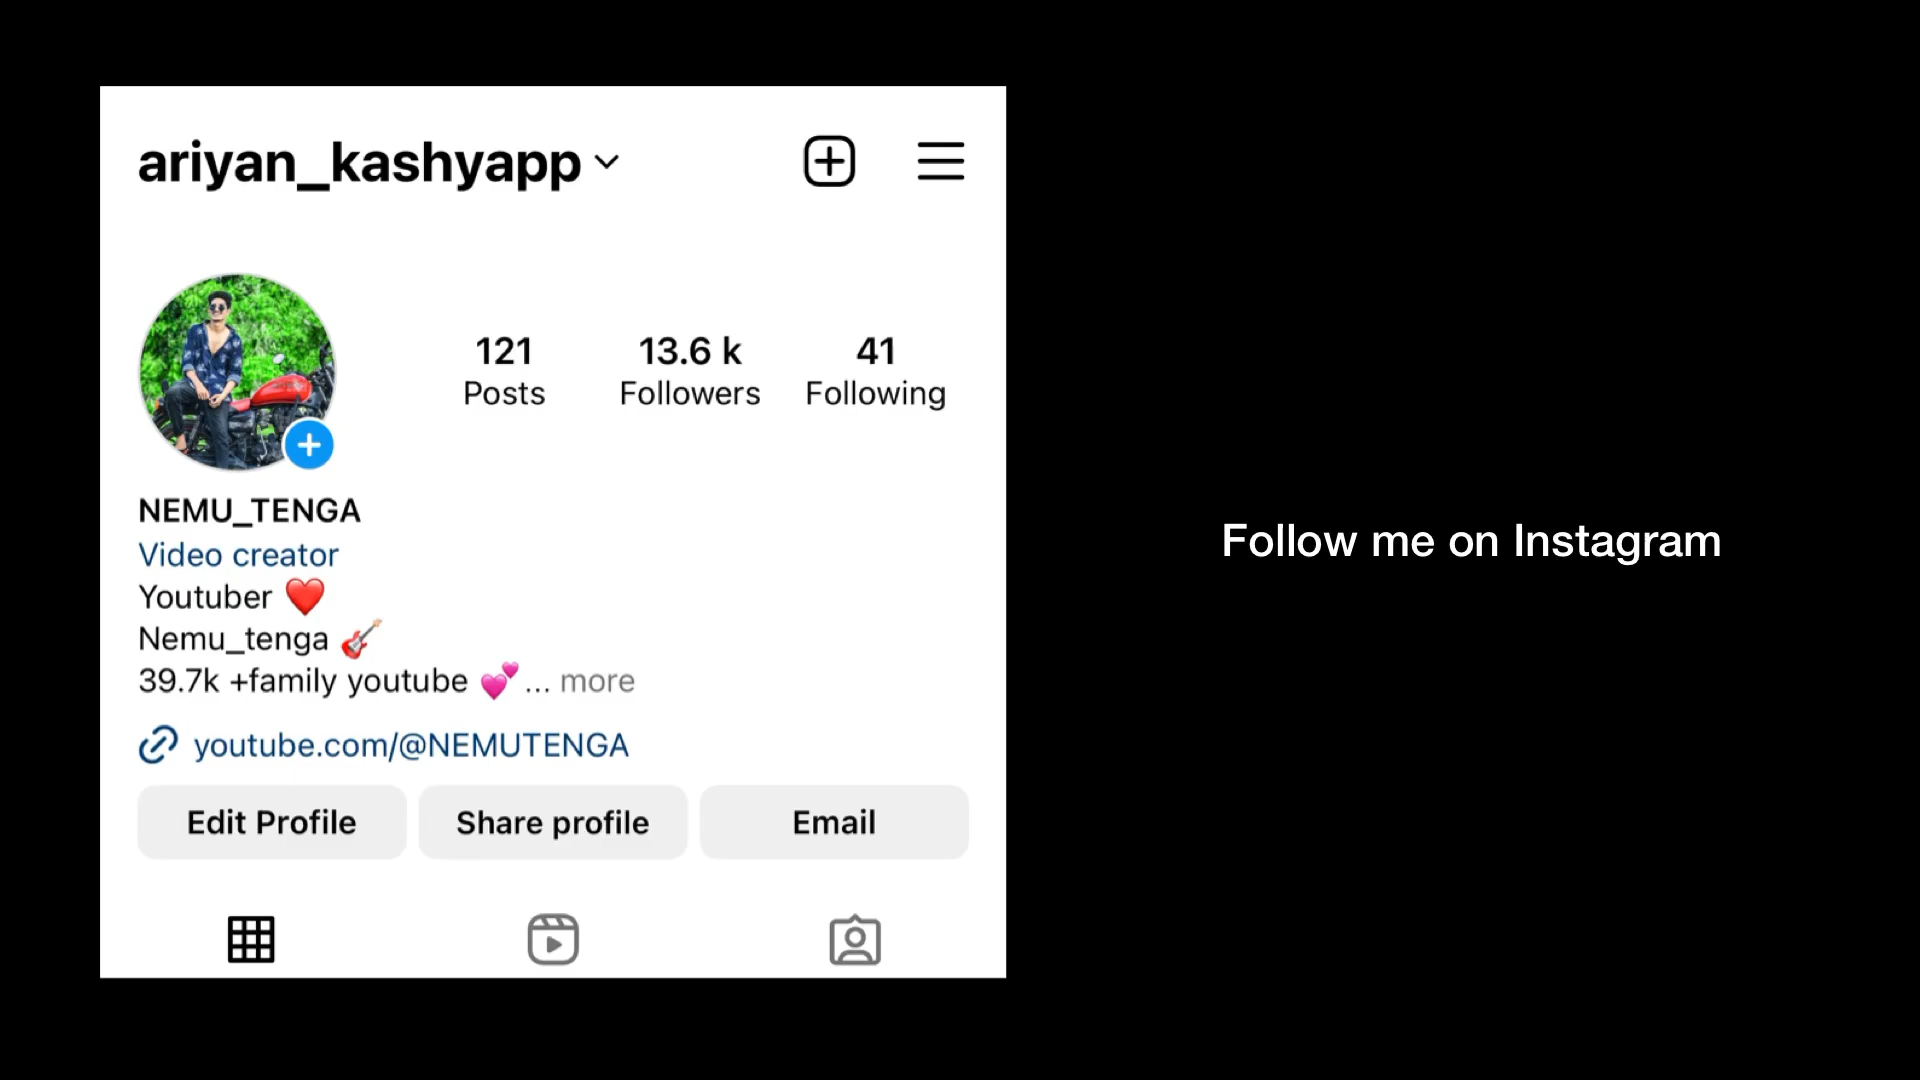 ariyan_kashyapp
121 Posts
13.6 k Followers
41 Following
NEMU_TENGA
Video creator
Youtuber ❤️
Nemu_tenga 🎸
39.7k +family youtube 💕... more
youtube.com/@NEMUTENGA
Edit Profile
Share profile
Email
Follow me on Instagram